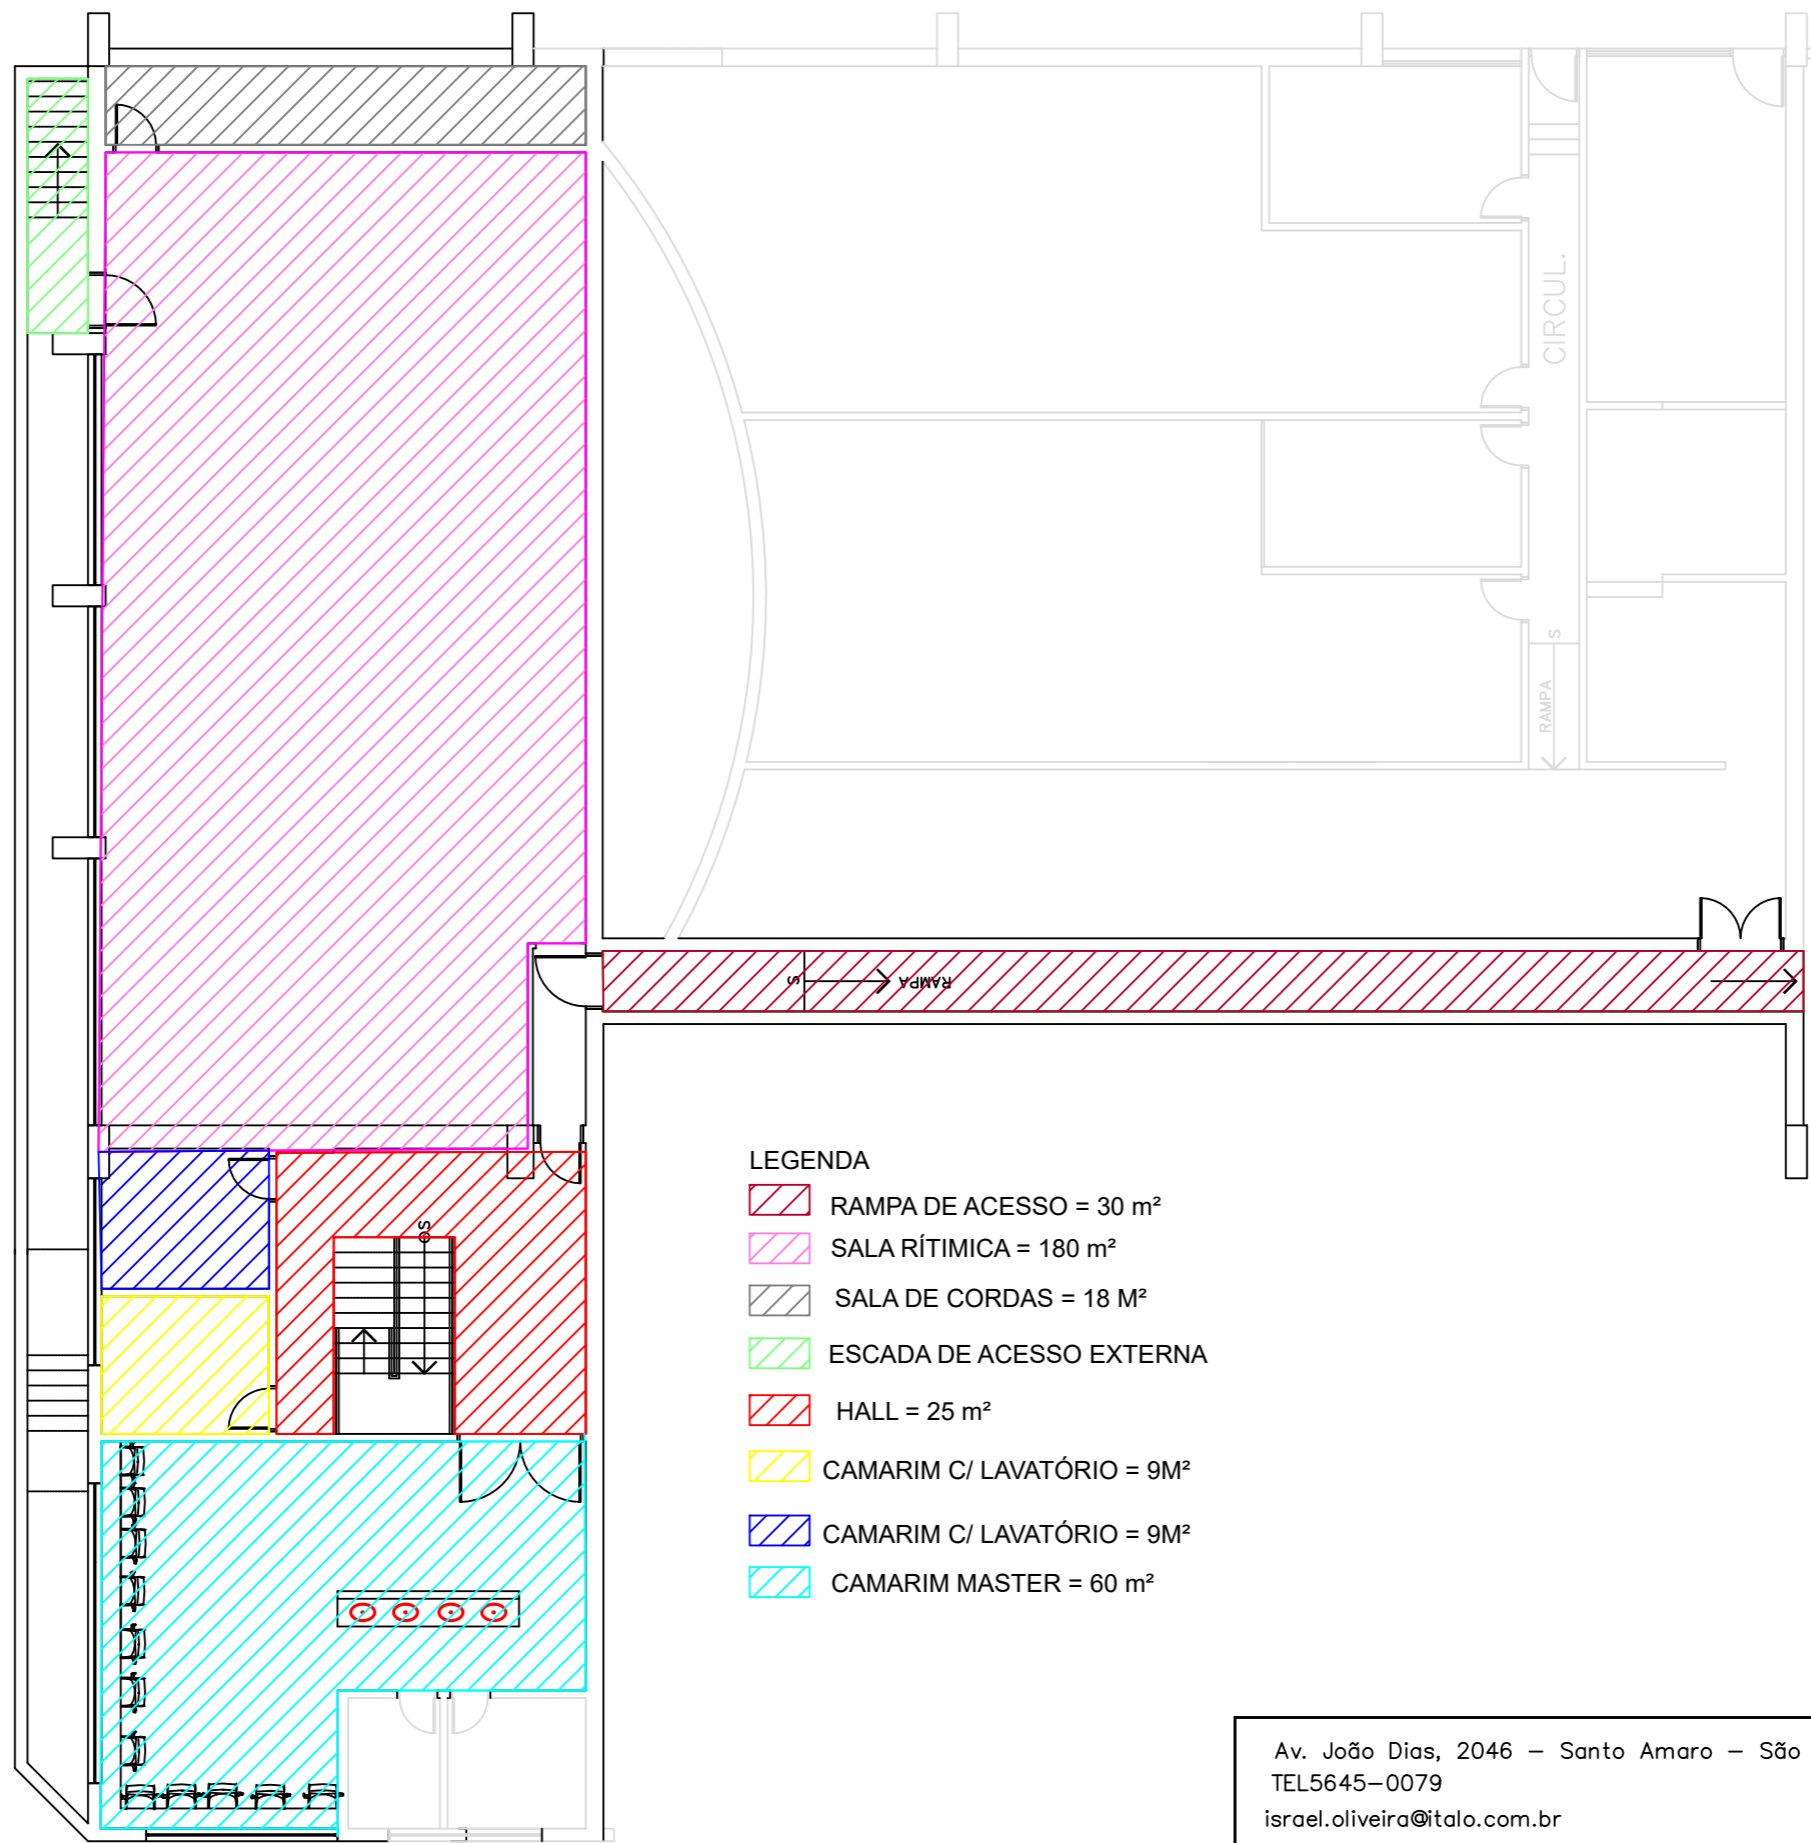 CIRCUL.
S
RAMPA
S
RAMPA
S
LEGENDA
RAMPA DE ACESSO = 30 m²
SALA RÍTIMICA = 180 m²
SALA DE CORDAS = 18 M²
ESCADA DE ACESSO EXTERNA
HALL = 25 m²
CAMARIM C/ LAVATÓRIO = 9M²
CAMARIM C/ LAVATÓRIO = 9M²
CAMARIM MASTER = 60 m²
Av. João Dias, 2046 – Santo Amaro – São
TEL5645–0079
israel.oliveira@italo.com.br